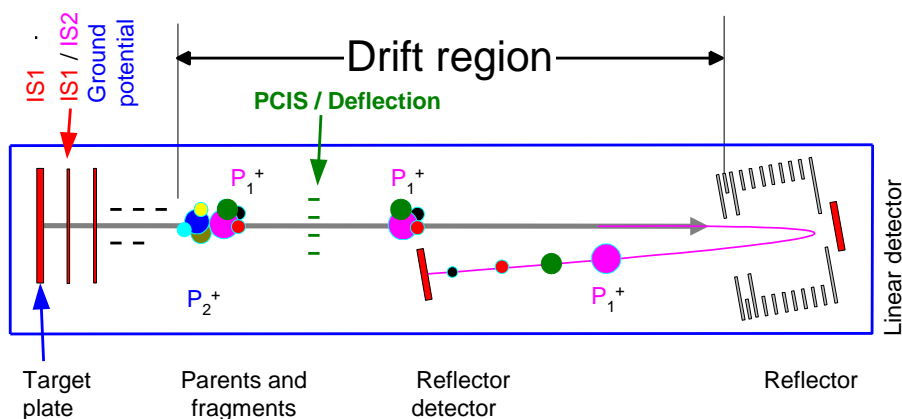 IS1 .
IS1 / IS2
Ground
potential
Drift region
PCIS / Deflection
P1+
P1+
P2+
P1+
Linear detector
Target
plate
Parents and
fragments
Reflector
detector
Reflector